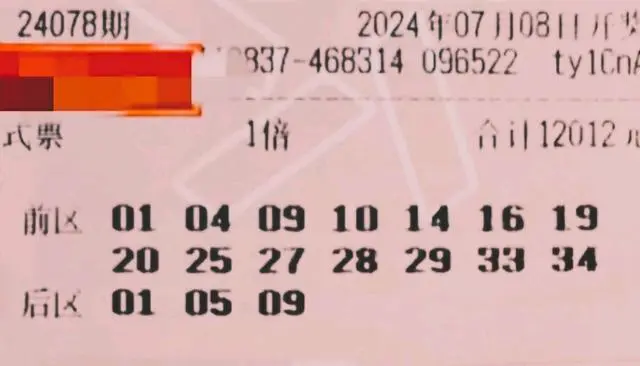 24078期 2024年07月08日开奖
0837-468314 096522 ty1CnA
式票 1倍 合计12012元
前区 01 04 09 10 14 16 19
20 25 27 28 29 33 34
后区 01 05 09